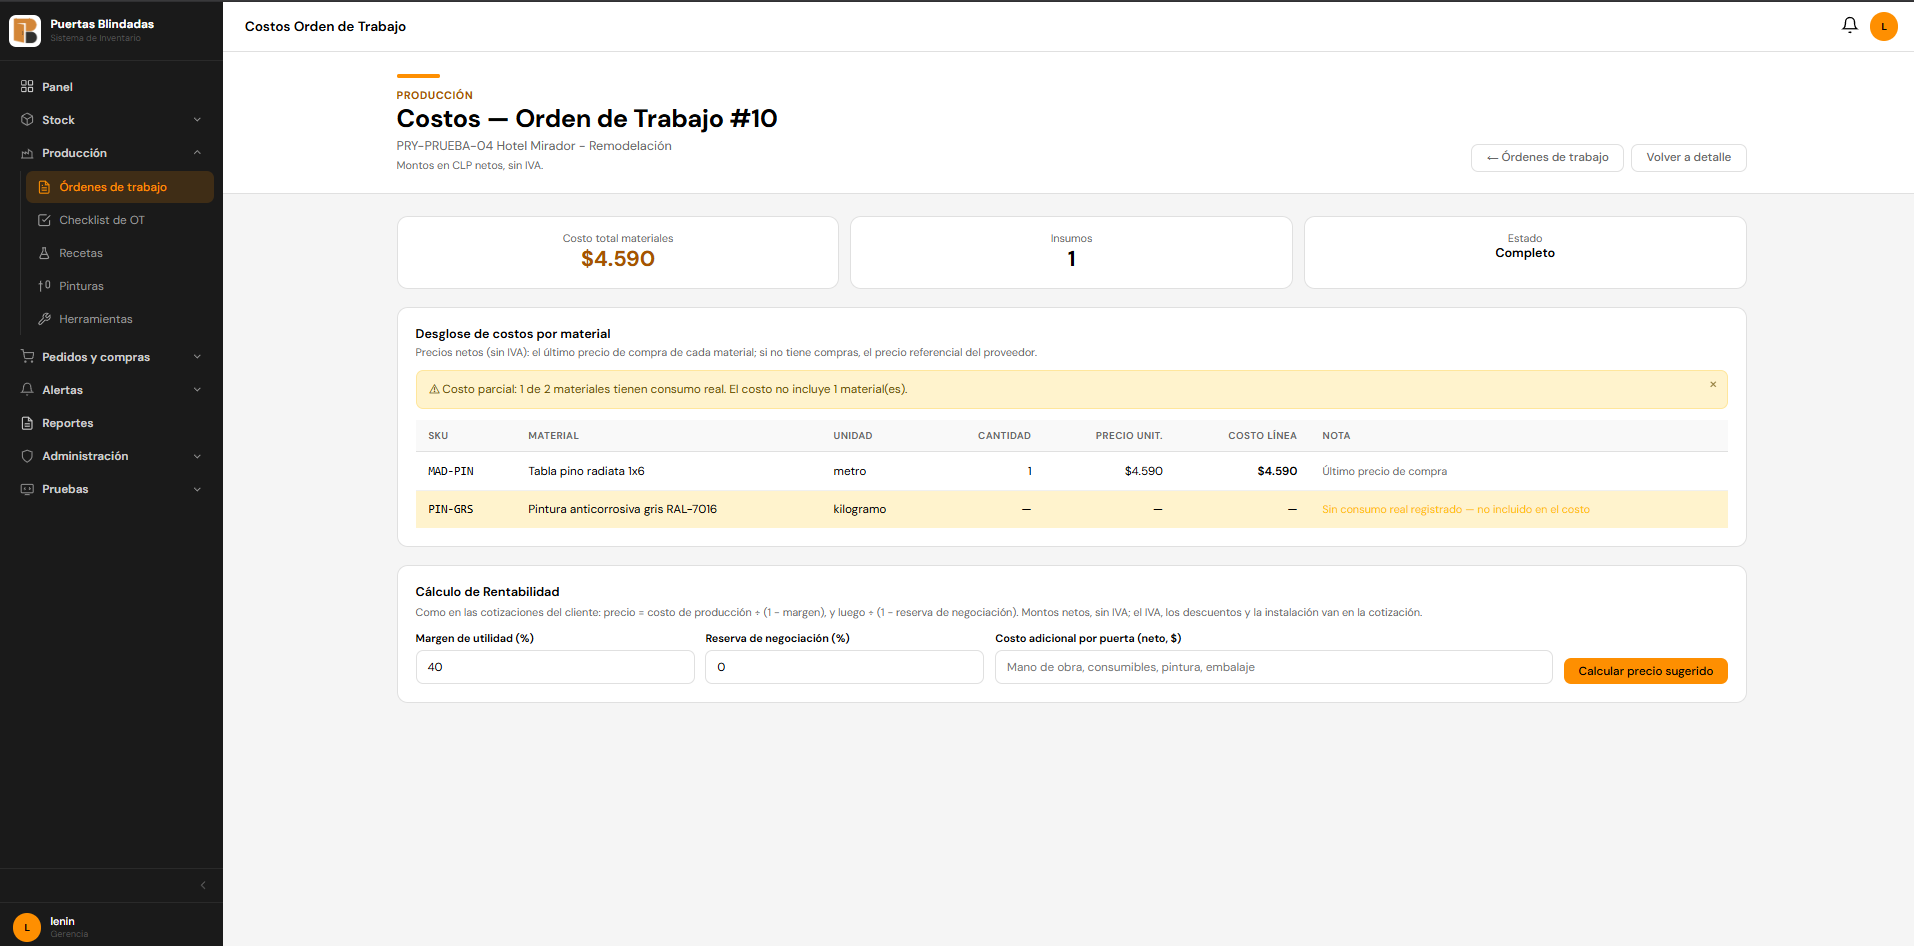 Puertas Blindadas
Sistema de Inventario
Panel
Stock
Producción
Órdenes de trabajo
Checklist de OT
Recetas
Pinturas
Herramientas
Pedidos y compras
Alertas
Reportes
Administración
Pruebas
L
lenin
Gerencia
Costos Orden de Trabajo
L
PRODUCCIÓN
Costos — Orden de Trabajo #10
PRY-PRUEBA-04 Hotel Mirador - Remodelación
Montos en CLP netos, sin IVA.
← Órdenes de trabajo
Volver a detalle
Costo total materiales
$4.590
Insumos
1
Estado
Completo
Desglose de costos por material
Precios netos (sin IVA): el último precio de compra de cada material; si no tiene compras, el precio referencial del proveedor.
⚠ Costo parcial: 1 de 2 materiales tienen consumo real. El costo no incluye 1 material(es). ×
SKU MATERIAL UNIDAD CANTIDAD PRECIO UNIT. COSTO LÍNEA NOTA
MAD-PIN Tabla pino radiata 1x6 metro 1 $4.590 $4.590 Último precio de compra
PIN-GRS Pintura anticorrosiva gris RAL-7016 kilogramo — — — Sin consumo real registrado — no incluido en el costo
Cálculo de Rentabilidad
Como en las cotizaciones del cliente: precio = costo de producción ÷ (1 - margen), y luego ÷ (1 - reserva de negociación). Montos netos, sin IVA; el IVA, los descuentos y la instalación van en la cotización.
Margen de utilidad (%) Reserva de negociación (%) Costo adicional por puerta (neto, $)
40 0 Mano de obra, consumibles, pintura, embalaje Calcular precio sugerido